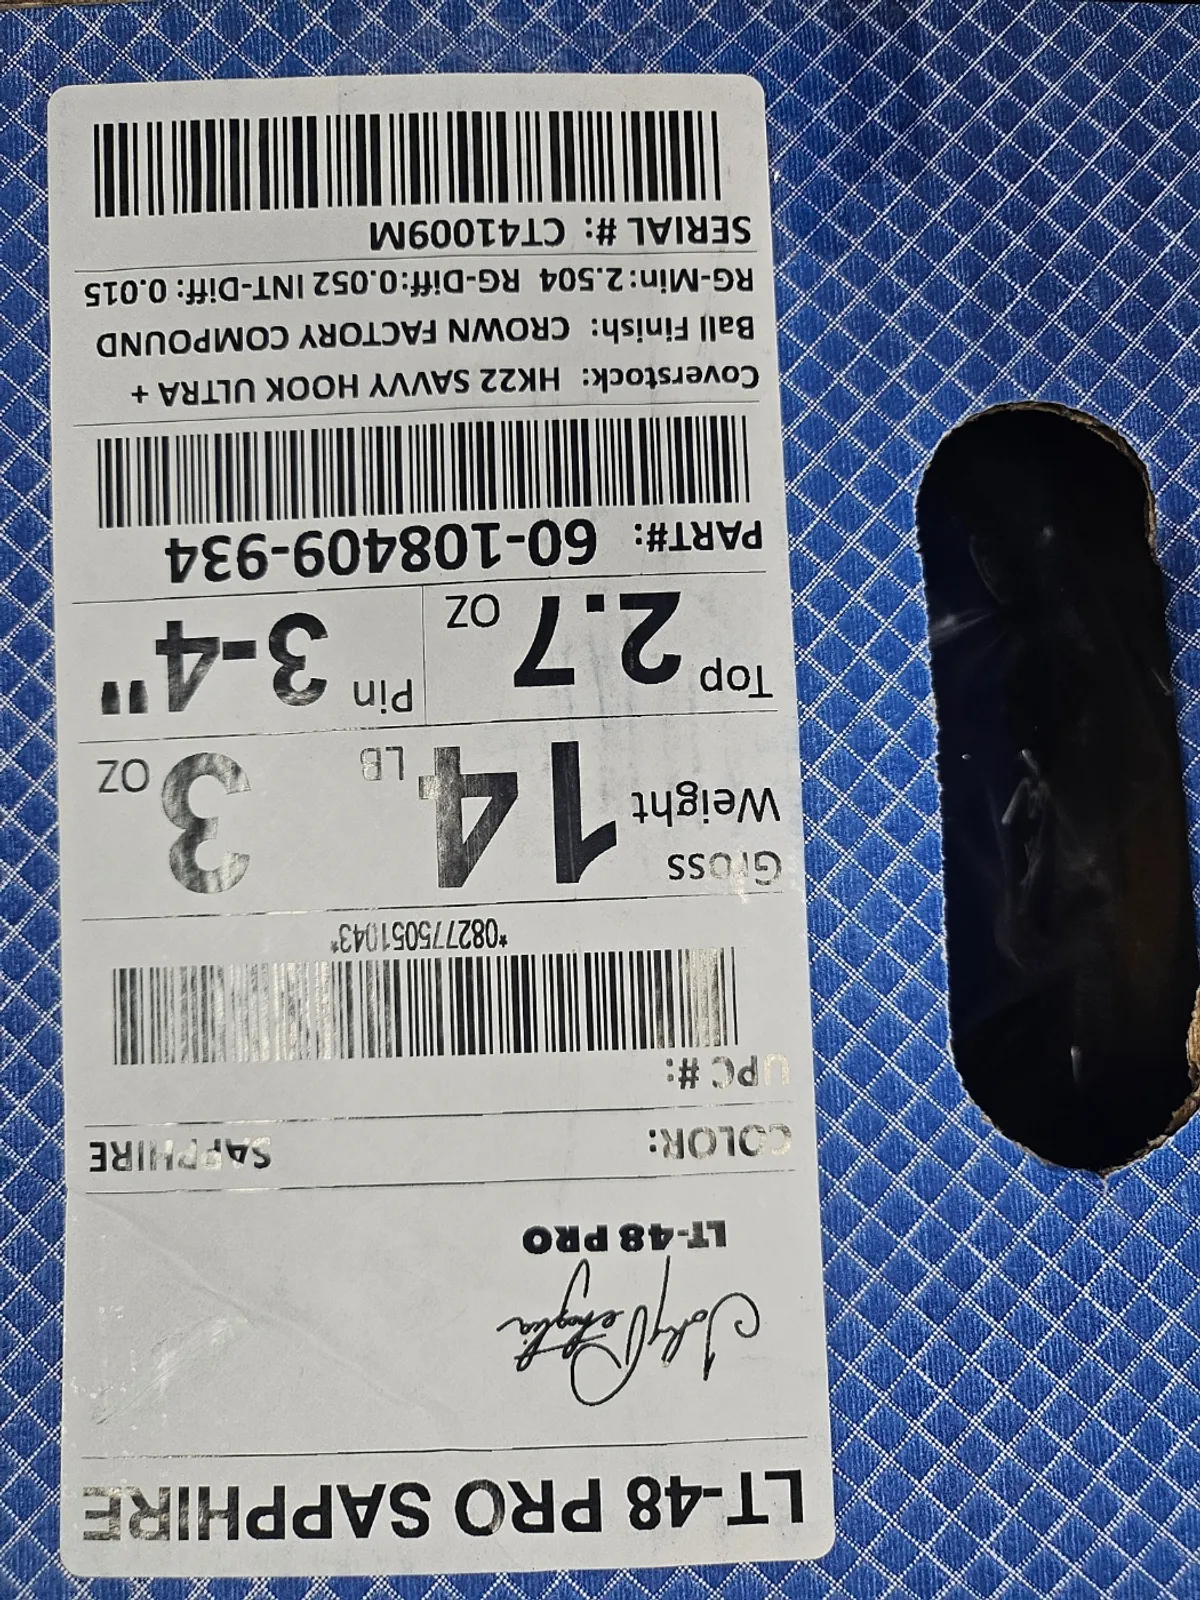 LT-48 PRO SAPPHIRE
LT-48 PRO
COLOR: SAPPHIRE
UPC #:
*082775051043*
Gross Weight 14 LB 3 OZ
Top 2.7 OZ Pin 3-4"
PART#: 60-108409-934
Coverstock: HK22 SAVVY HOOK ULTRA +
Ball Finish: CROWN FACTORY COMPOUND
RG-Min:2.504 RG-Diff:0.052 INT-Diff: 0.015
SERIAL #: CT41009M